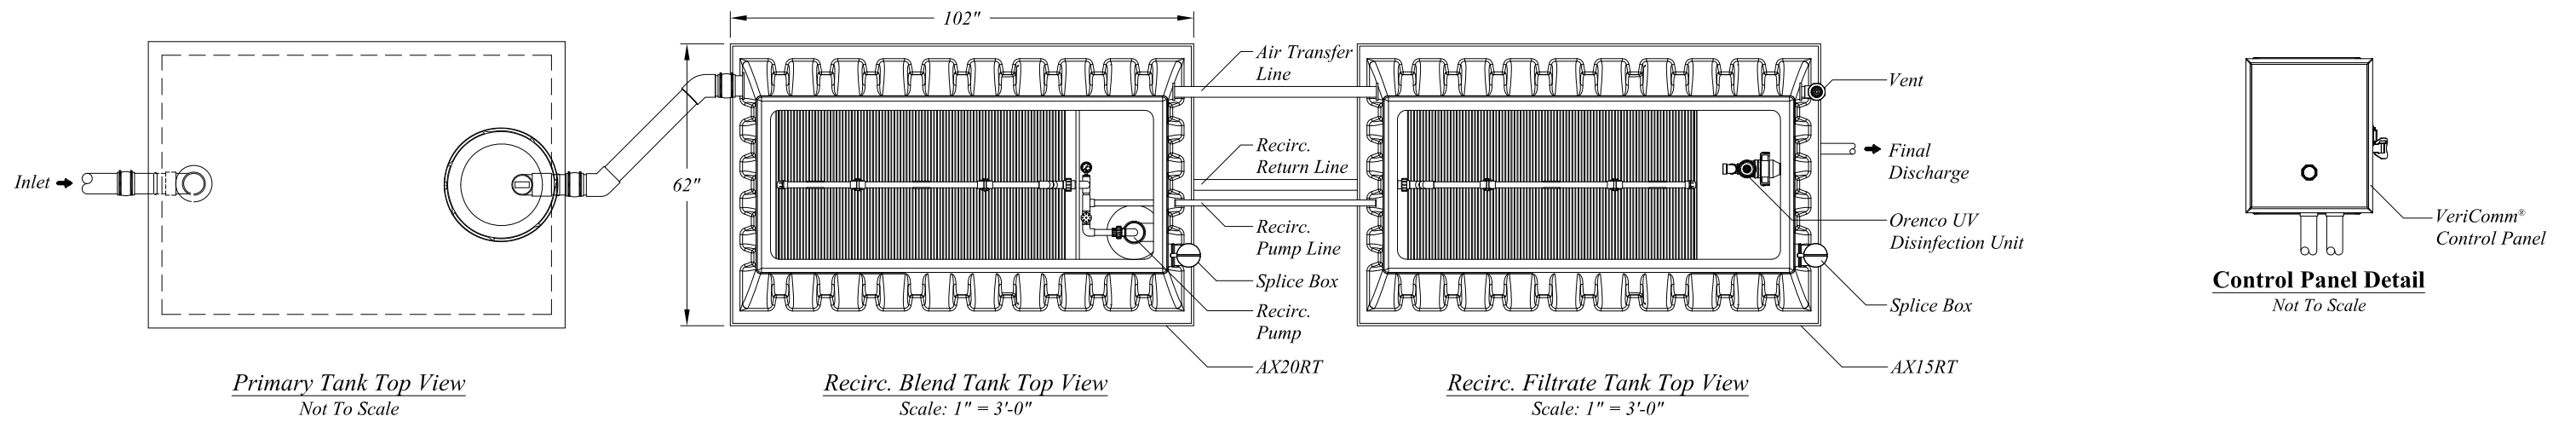 Inlet
Primary Tank Top View
Not To Scale
102"
62"
Recirc. Blend Tank Top View
Scale: 1" = 3'-0"
Air Transfer
Line
Recirc.
Return Line
Recirc.
Pump Line
Splice Box
Recirc.
Pump
AX20RT
Recirc. Filtrate Tank Top View
Scale: 1" = 3'-0"
Vent
Final
Discharge
Orenco UV
Disinfection Unit
Splice Box
AX15RT
VeriComm®
Control Panel
Control Panel Detail
Not To Scale